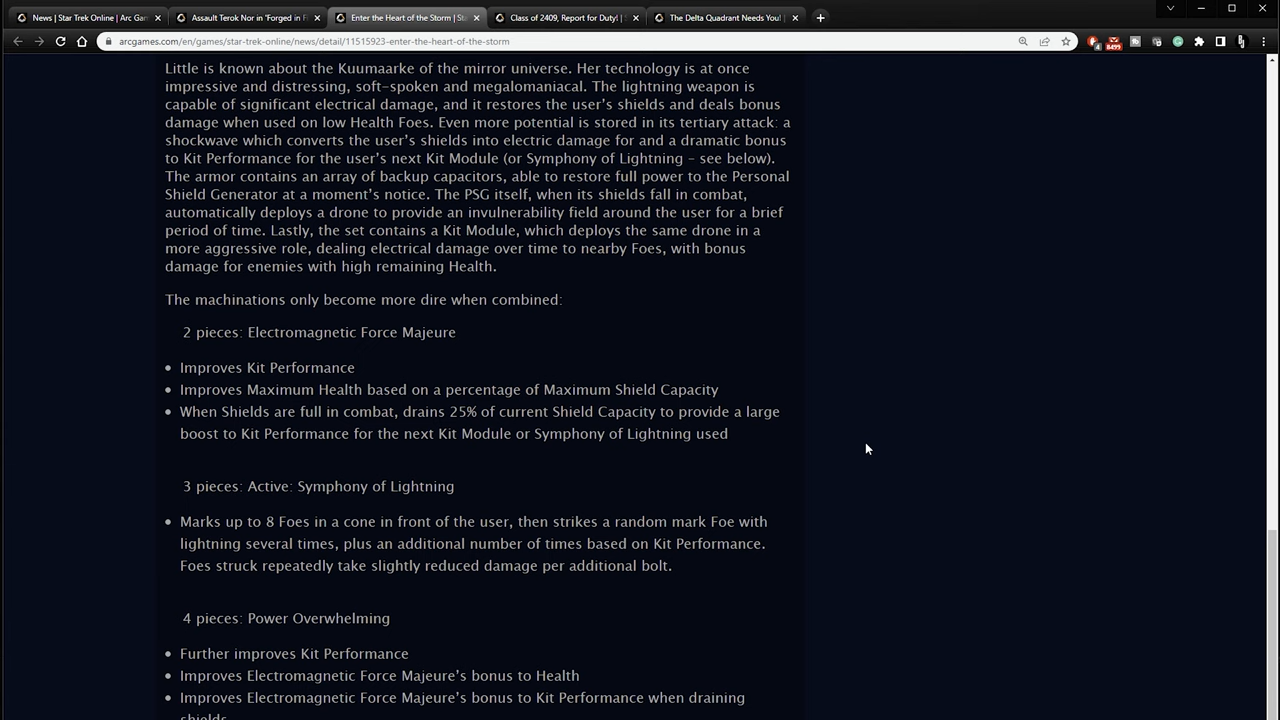 News | Star Trek Online | Arc Gam
Assault Terok Nor in 'Forged in F
Enter the Heart of the Storm | St
Class of 2409, Report for Duty! |
The Delta Quadrant Needs You! |
arcgames.com/en/games/star-trek-online/news/detail/11515923-enter-the-heart-of-the-storm
4
8499
Little is known about the Kuumaarke of the mirror universe. Her technology is at once
impressive and distressing, soft-spoken and megalomaniacal. The lightning weapon is
capable of significant electrical damage, and it restores the user's shields and deals bonus
damage when used on low Health Foes. Even more potential is stored in its tertiary attack: a
shockwave which converts the user's shields into electric damage for and a dramatic bonus
to Kit Performance for the user's next Kit Module (or Symphony of Lightning – see below).
The armor contains an array of backup capacitors, able to restore full power to the Personal
Shield Generator at a moment's notice. The PSG itself, when its shields fall in combat,
automatically deploys a drone to provide an invulnerability field around the user for a brief
period of time. Lastly, the set contains a Kit Module, which deploys the same drone in a
more aggressive role, dealing electrical damage over time to nearby Foes, with bonus
damage for enemies with high remaining Health.
The machinations only become more dire when combined:
2 pieces: Electromagnetic Force Majeure
• Improves Kit Performance
• Improves Maximum Health based on a percentage of Maximum Shield Capacity
• When Shields are full in combat, drains 25% of current Shield Capacity to provide a large
boost to Kit Performance for the next Kit Module or Symphony of Lightning used
3 pieces: Active: Symphony of Lightning
• Marks up to 8 Foes in a cone in front of the user, then strikes a random mark Foe with
lightning several times, plus an additional number of times based on Kit Performance.
Foes struck repeatedly take slightly reduced damage per additional bolt.
4 pieces: Power Overwhelming
• Further improves Kit Performance
• Improves Electromagnetic Force Majeure's bonus to Health
• Improves Electromagnetic Force Majeure's bonus to Kit Performance when draining
shields